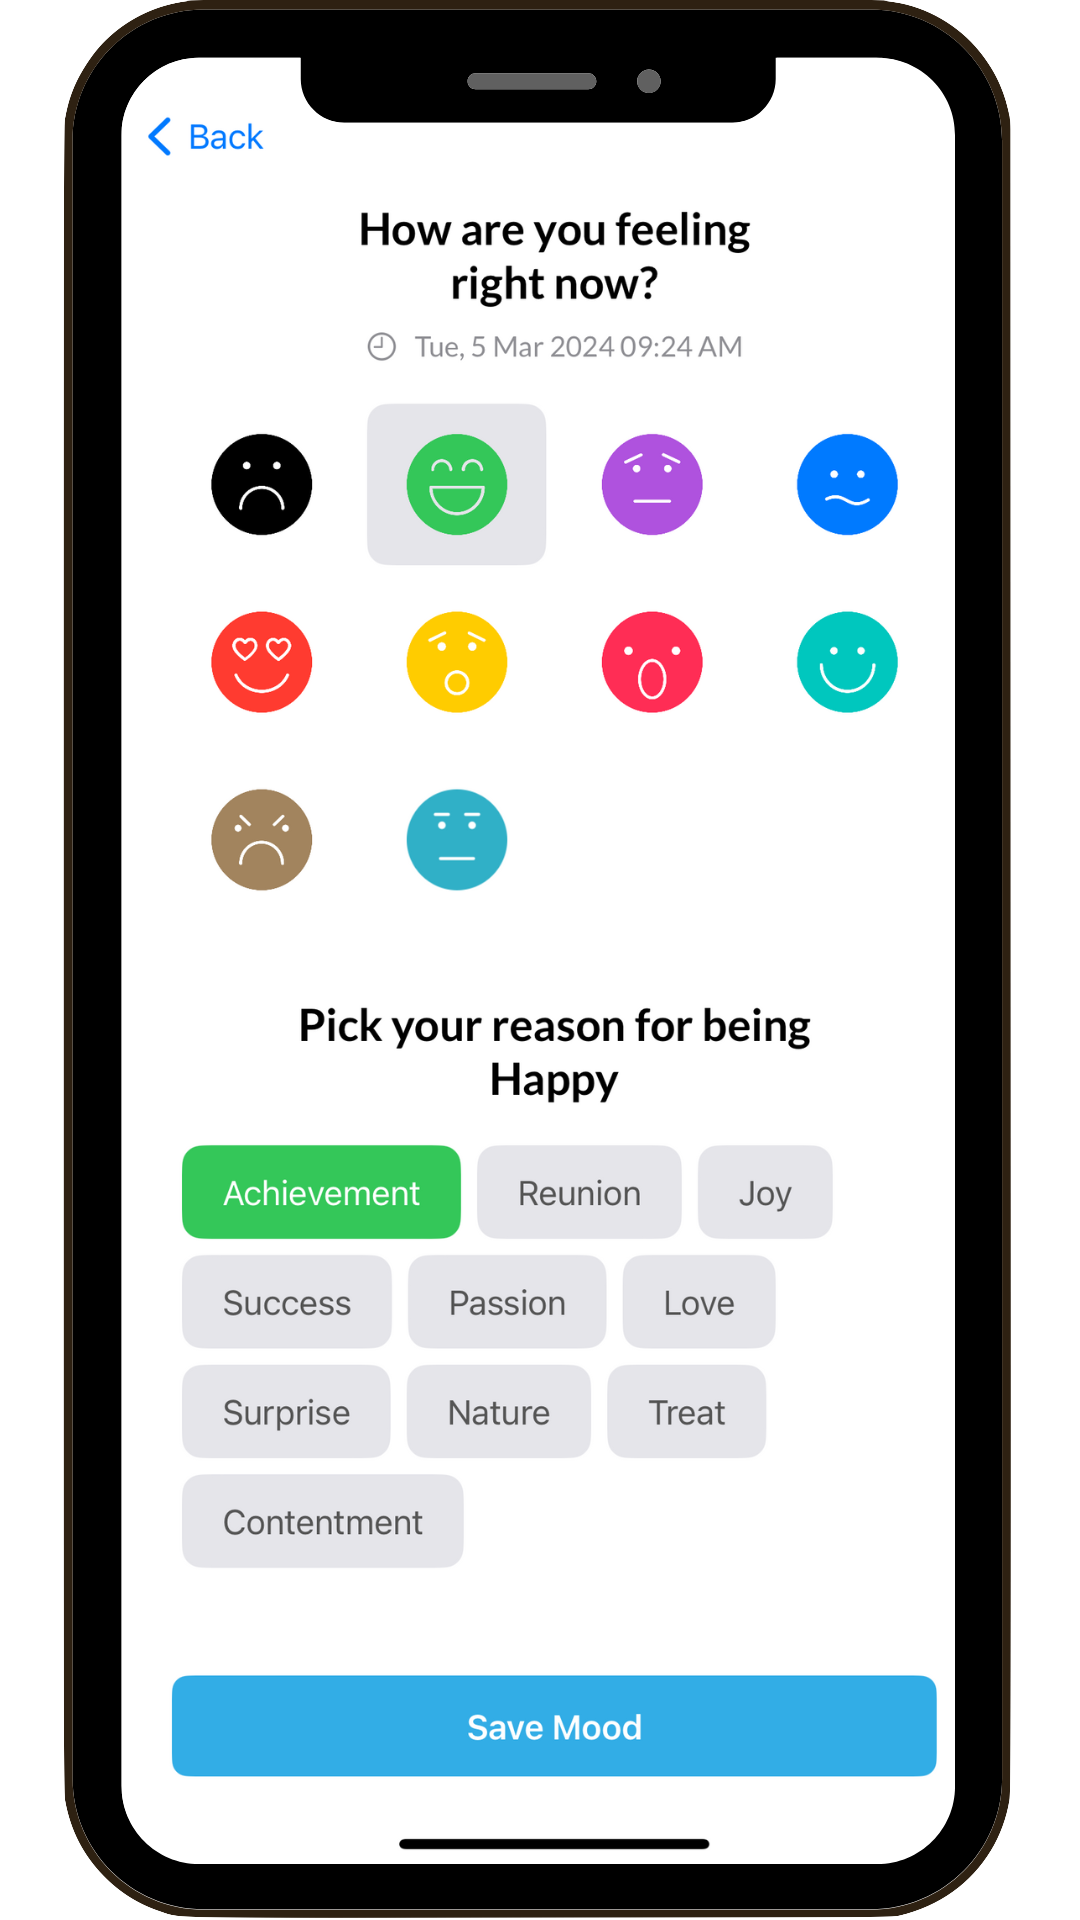 Back
How are you feeling
right now?
Tue, 5 Mar 2024 09:24 AM
Pick your reason for being
Happy
Achievement Reunion Joy
Success Passion Love
Surprise Nature Treat
Contentment
Save Mood